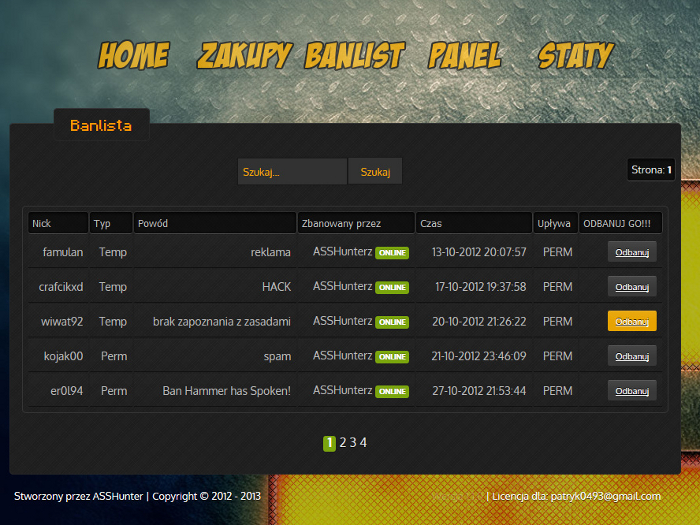 HOME ZAKUPY BANLIST PANEL STATY
Banlista
Szukaj... Szukaj
Strona: 1
Nick Typ Powód Zbanowany przez Czas Upływa ODBANUJ GO!!!
famulan Temp reklama ASSHunterz ONLINE 13-10-2012 20:07:57 PERM Odbanuj
crafcikxd Temp HACK ASSHunterz ONLINE 17-10-2012 19:37:58 PERM Odbanuj
wiwat92 Temp brak zapoznania z zasadami ASSHunterz ONLINE 20-10-2012 21:26:22 PERM Odbanuj
kojak00 Perm spam ASSHunterz ONLINE 21-10-2012 23:46:09 PERM Odbanuj
er0l94 Perm Ban Hammer has Spoken! ASSHunterz ONLINE 27-10-2012 21:53:44 PERM Odbanuj
1 2 3 4
Stworzony przez ASSHunter | Copyright © 2012 - 2013 | Licencja dla: patryk0493@gmail.com